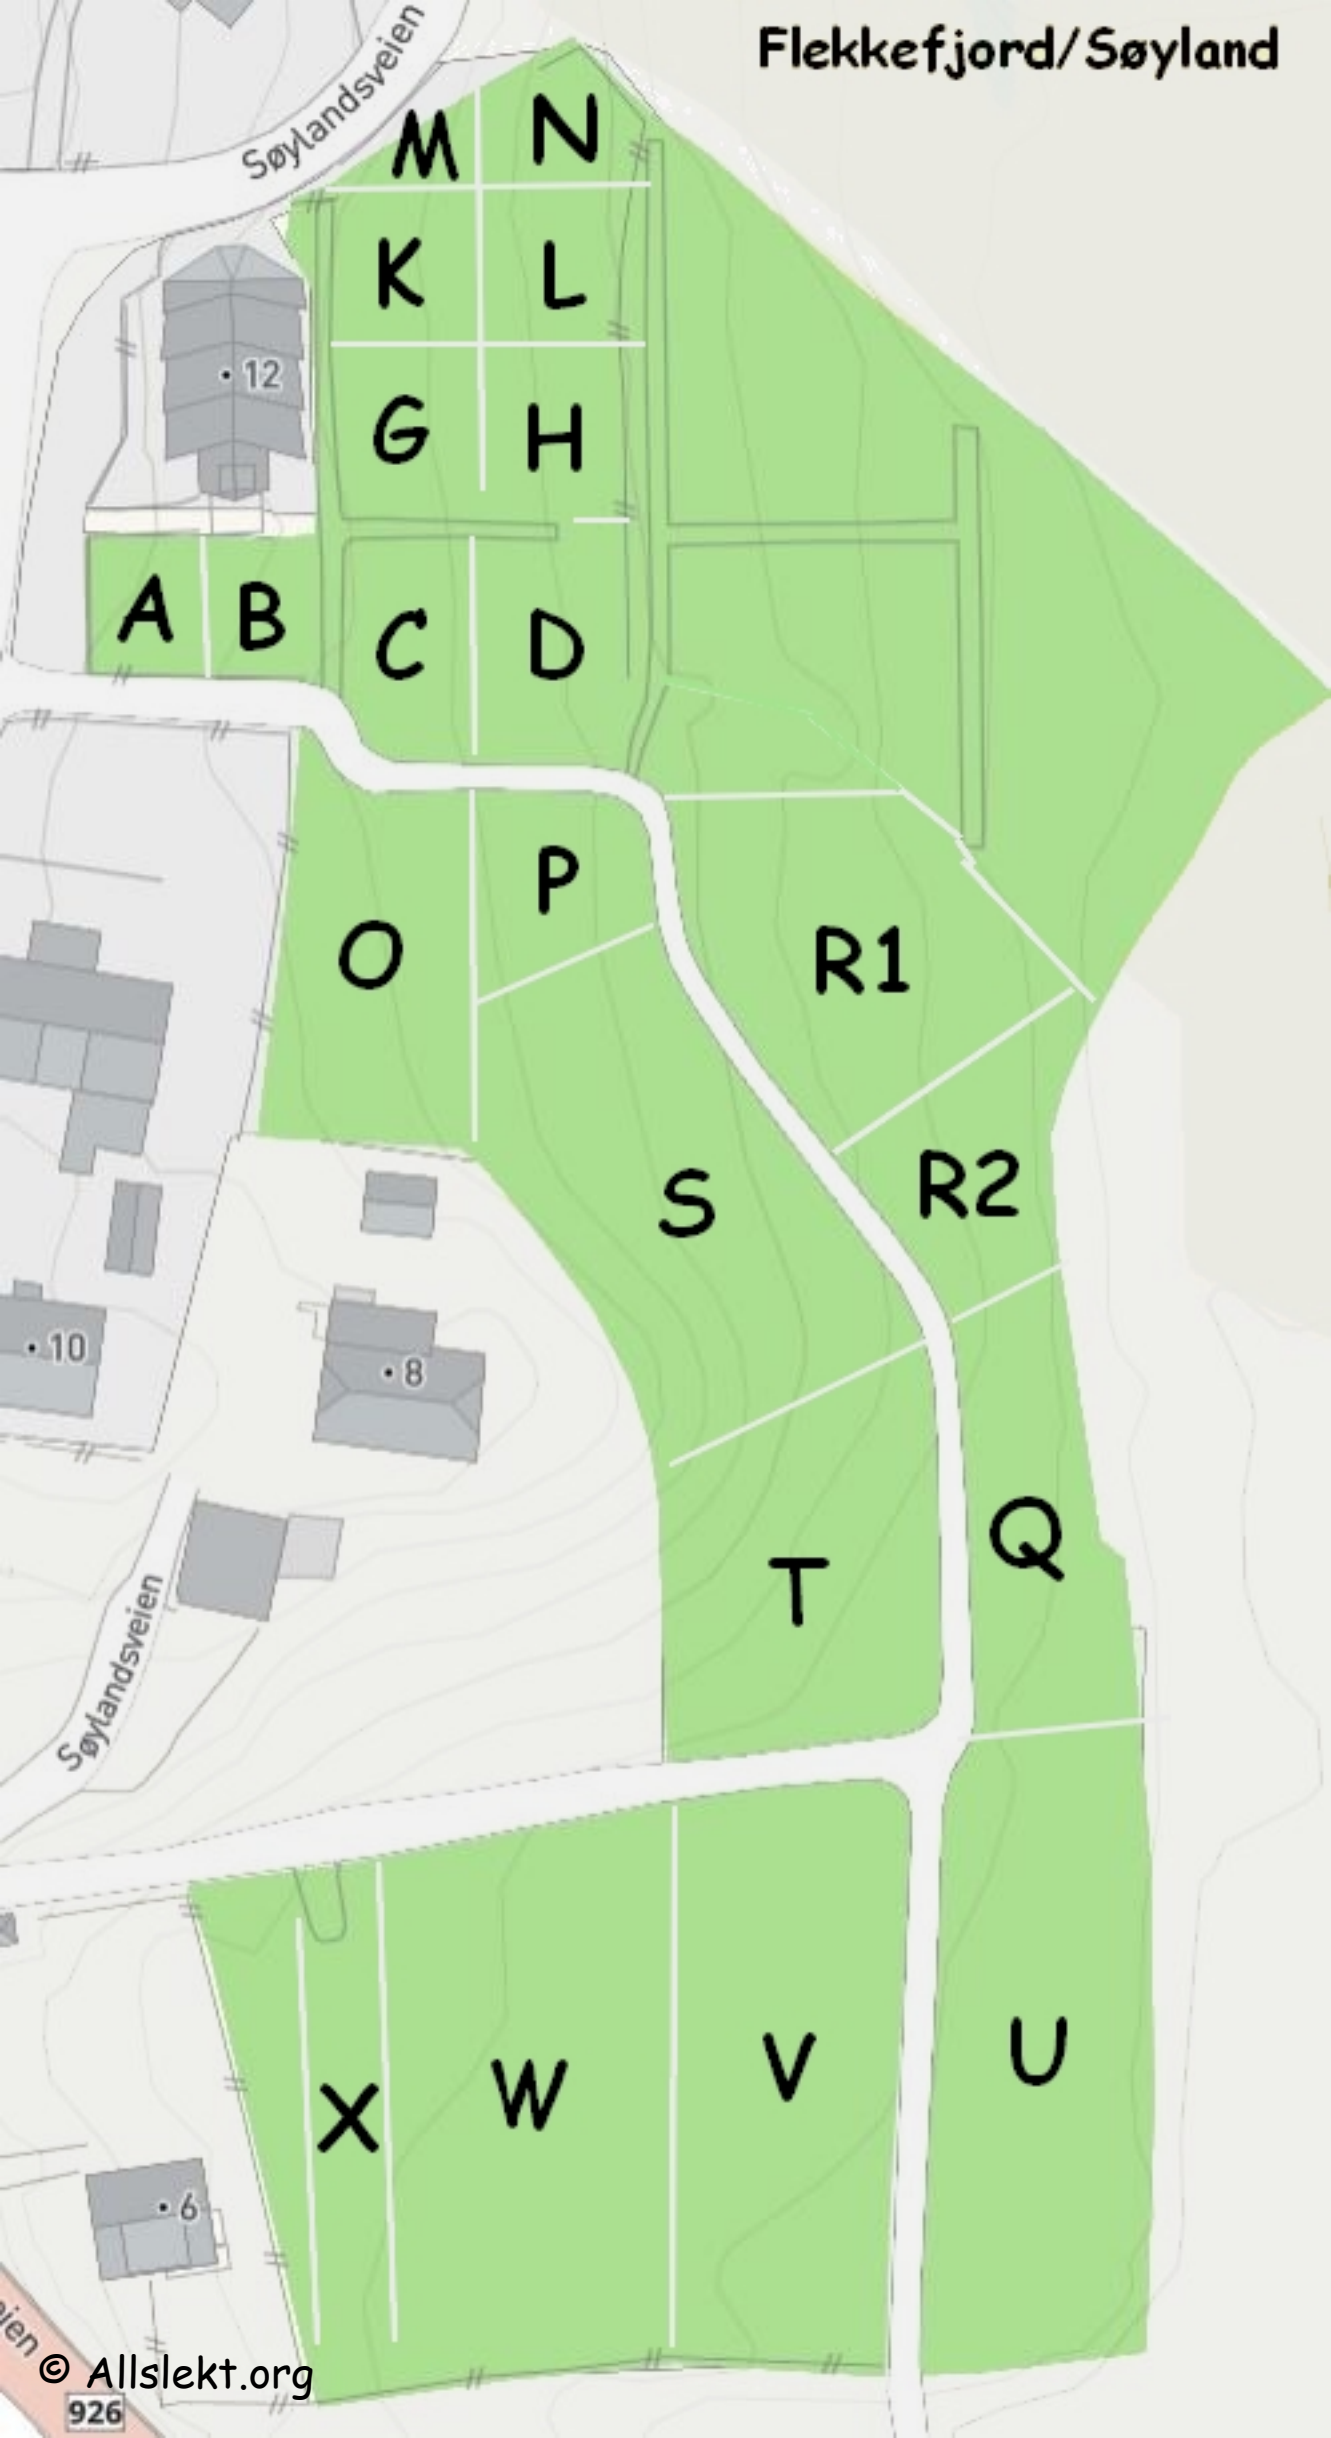 Flekkefjord/Søyland
Søylandsveien
M
N
K
L
12
G
H
A
B
C
D
P
O
R1
R2
S
10
8
Q
T
Søylandsveien
U
V
W
X
6
© Allslekt.org
926